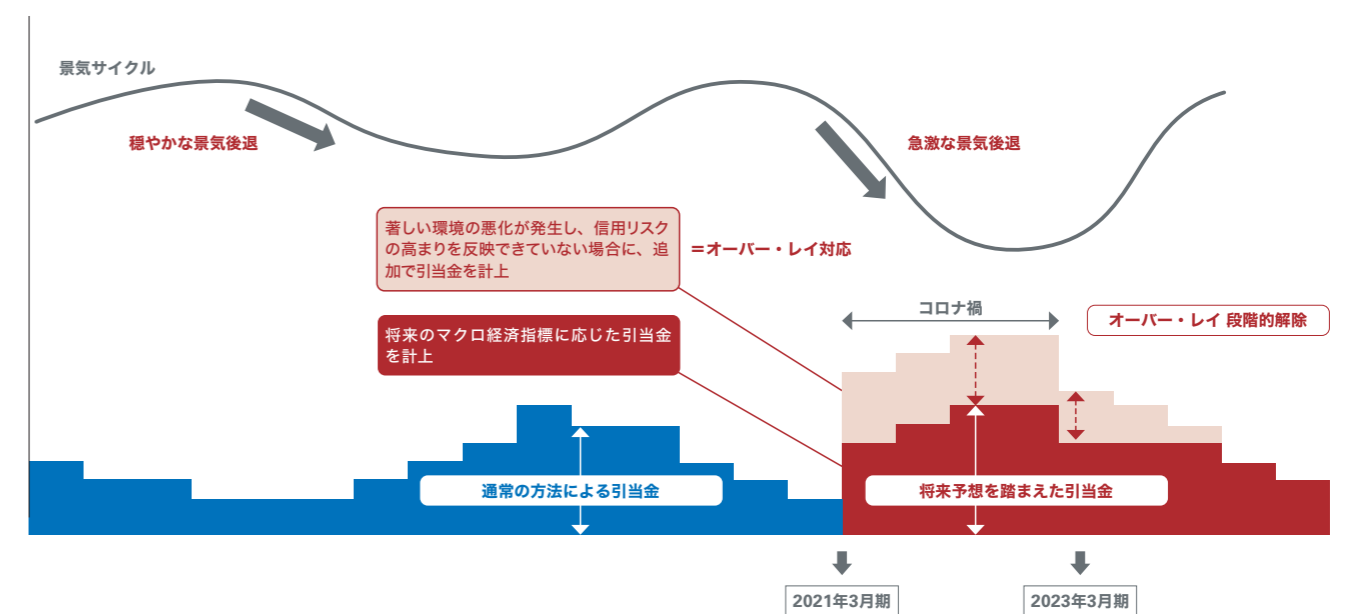 景気サイクル
穏やかな景気後退
急激な景気後退
著しい環境の悪化が発生し、信用リスク
の高まりを反映できていない場合に、追
加で引当金を計上
＝オーバー・レイ対応
将来のマクロ経済指標に応じた引当金
を計上
コロナ禍
オーバー・レイ 段階的解除
通常の方法による引当金
将来予想を踏まえた引当金
2021年3月期
2023年3月期